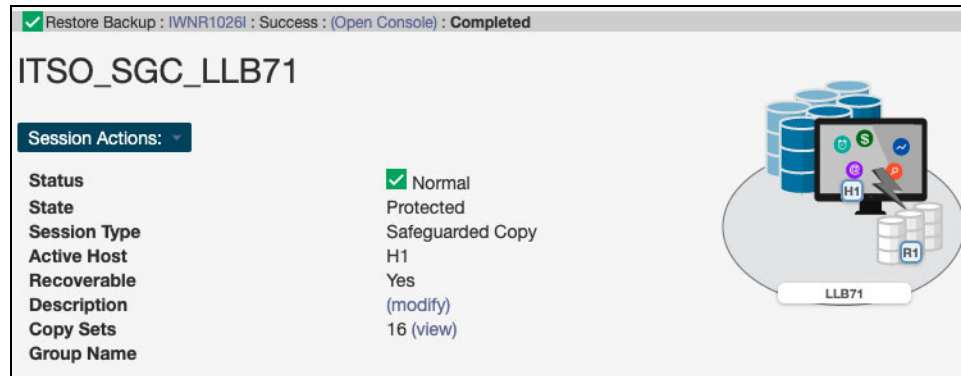 Restore Backup : IWNR1026I : Success : (Open Console) : Completed
ITSO_SGC_LLB71
Session Actions:
Status Normal
State Protected
Session Type Safeguarded Copy
Active Host H1
Recoverable Yes
Description (modify)
Copy Sets 16 (view)
Group Name
$
H1
R1
LLB71